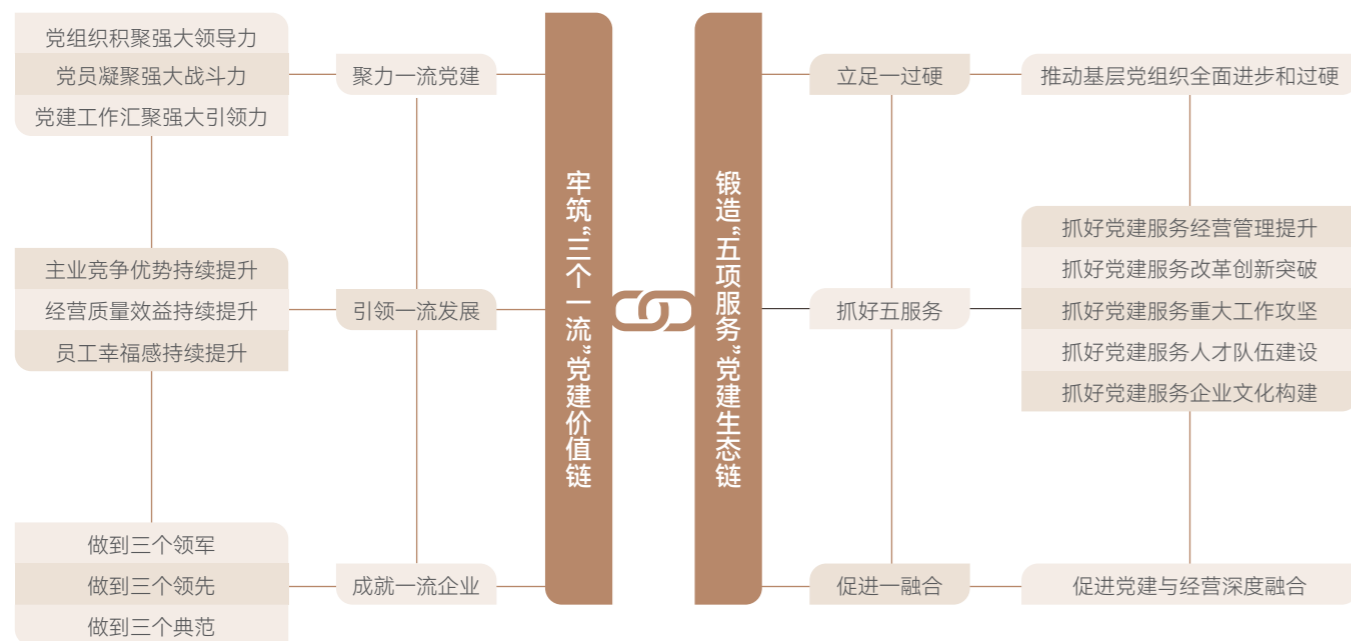 党组织积聚强大领导力
党员凝聚强大战斗力
党建工作汇聚强大引领力
聚力一流党建
主业竞争优势持续提升
经营质量效益持续提升
员工幸福感持续提升
引领一流发展
做到三个领军
做到三个领先
做到三个典范
成就一流企业
牢筑“三个一流”党建价值链
锻造“五项服务”党建生态链
立足一过硬
推动基层党组织全面进步和过硬
抓好五服务
抓好党建服务经营管理提升
抓好党建服务改革创新突破
抓好党建服务重大工作攻坚
抓好党建服务人才队伍建设
抓好党建服务企业文化构建
促进一融合
促进党建与经营深度融合